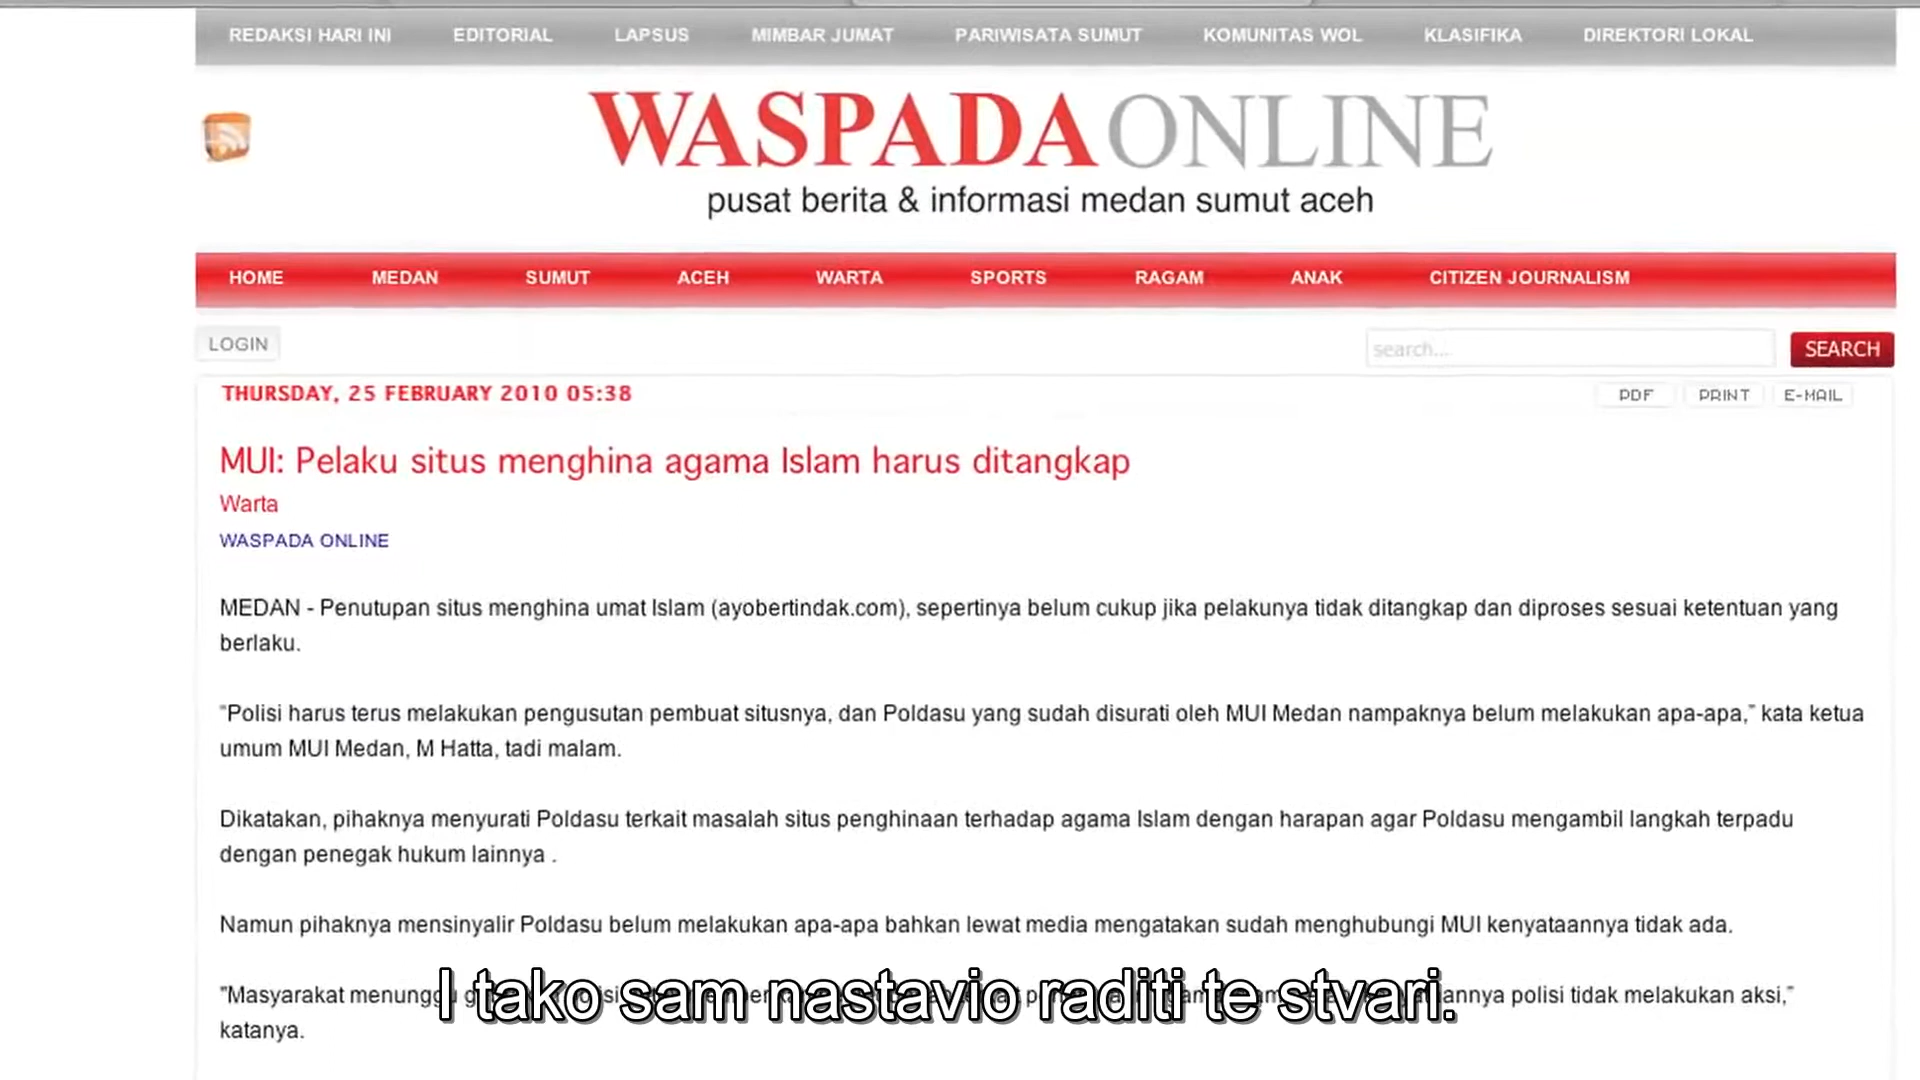 REDAKSI HARI INI EDITORIAL LAPSUS MIMBAR JUMAT PARIWISATA SUMUT KOMUNITAS WOL KLASIFIKA DIREKTORI LOKAL
WASPADA ONLINE
pusat berita & informasi medan sumut aceh
HOME MEDAN SUMUT ACEH WARTA SPORTS RAGAM ANAK CITIZEN JOURNALISM
LOGIN search... SEARCH
THURSDAY, 25 FEBRUARY 2010 05:38 PDF PRINT E-MAIL
MUI: Pelaku situs menghina agama Islam harus ditangkap
Warta
WASPADA ONLINE
MEDAN - Penutupan situs menghina umat Islam (ayobertindak.com), sepertinya belum cukup jika pelakunya tidak ditangkap dan diproses sesuai ketentuan yang
berlaku.
"Polisi harus terus melakukan pengusutan pembuat situsnya, dan Poldasu yang sudah disurati oleh MUI Medan nampaknya belum melakukan apa-apa," kata ketua
umum MUI Medan, M Hatta, tadi malam.
Dikatakan, pihaknya menyurati Poldasu terkait masalah situs penghinaan terhadap agama Islam dengan harapan agar Poldasu mengambil langkah terpadu
dengan penegak hukum lainnya .
Namun pihaknya mensinyalir Poldasu belum melakukan apa-apa bahkan lewat media mengatakan sudah menghubungi MUI kenyataannya tidak ada.
"Masyarakat menunggu polisi tidak melakukan aksi,"
I tako sam nastavio raditi te stvari.
katanya.